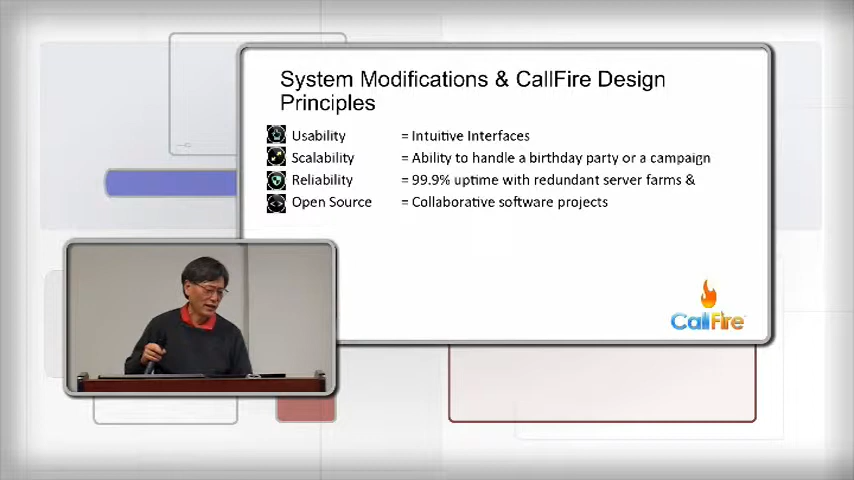 System Modifications & CallFire Design
Principles
Usability = Intuitive Interfaces
Scalability = Ability to handle a birthday party or a campaign
Reliability = 99.9% uptime with redundant server farms &
Open Source = Collaborative software projects
CallFire